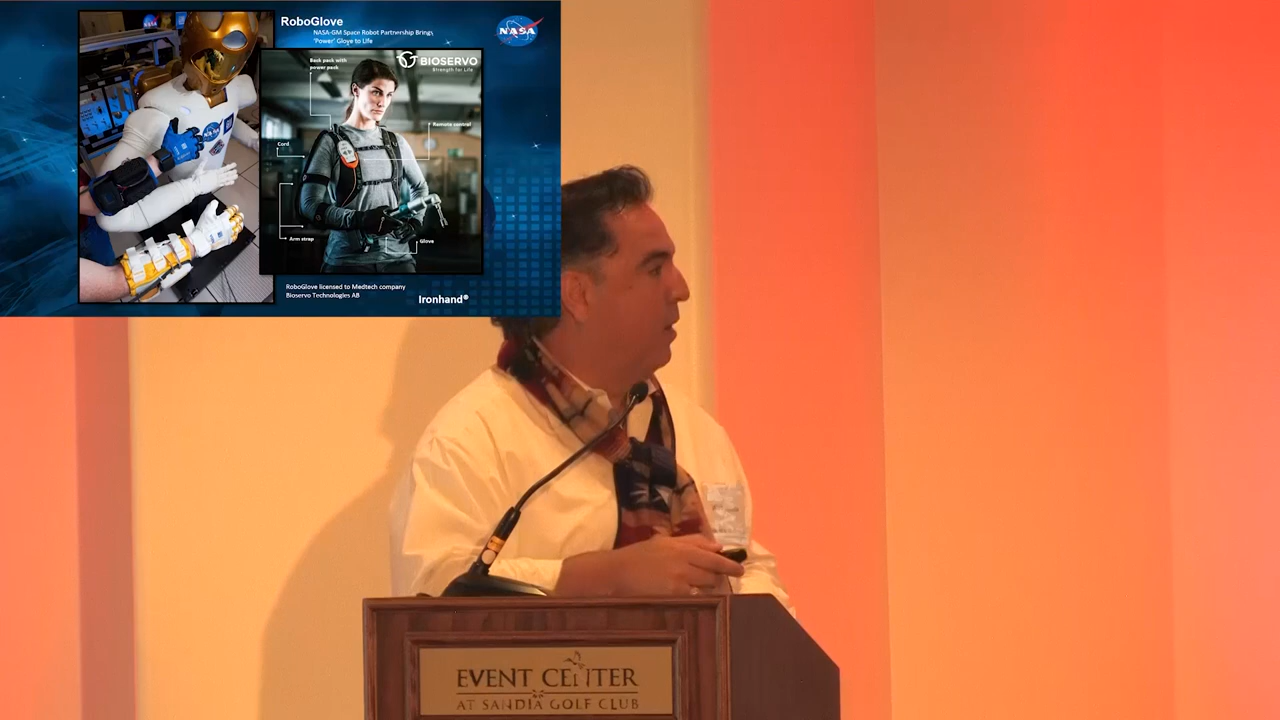 RoboGlove
NASA-GM Space Robot Partnership Brings
'Power' Glove to Life
NASA
BIOSERVO
Strength for Life
Back pack with
power pack
Remote control
Cord
NASA
Arm strap
Glove
RoboGlove licensed to Medtech company
Bioservo Technologies AB
Ironhand®
EVENT CENTER
AT SANDIA GOLF CLUB